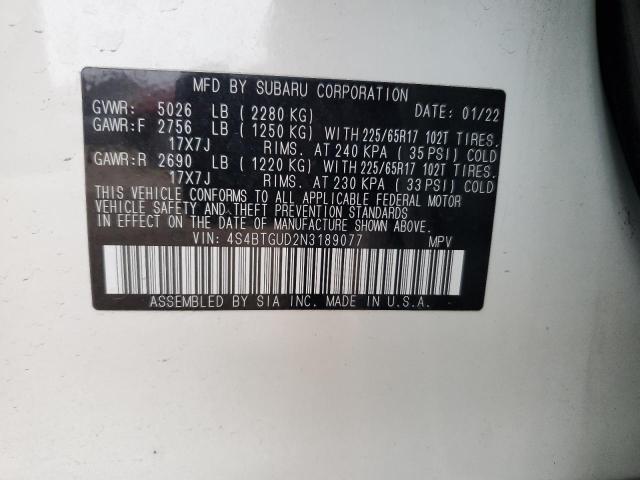 MFD BY SUBARU CORPORATION
GVWR: 5026 LB (2280 KG) DATE: 01/22
GAWR:F 2756 LB (1250 KG) WITH 225/65R17 102T TIRES.
17X7J RIMS. AT 240 KPA (35 PSI) COLD
GAWR:R 2690 LB (1220 KG) WITH 225/65R17 102T TIRES.
17X7J RIMS. AT 230 KPA (33 PSI) COLD
THIS VEHICLE CONFORMS TO ALL APPLICABLE FEDERAL MOTOR
VEHICLE SAFETY AND THEFT PREVENTION STANDARDS
IN EFFECT ON THE DATE OF MANUFACTURE SHOWN ABOVE.
VIN: 4S4BTGUD2N3189077 MPV
ASSEMBLED BY SIA INC. MADE IN U.S.A.